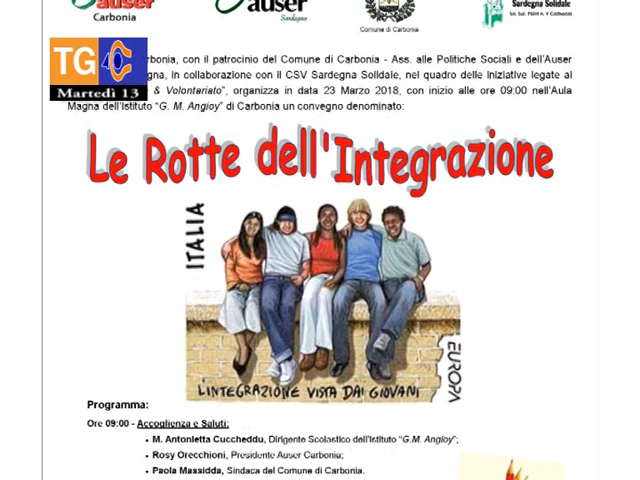 auser
Carbonia
auser
Sardegna
Comune di Carbonia
Sardegna Solidale
TG
Martedì 13
rbonia, con il patrocinio del Comune di Carbonia - Ass. alle Politiche Sociali e dell'Auser
gna, in collaborazione con il CSV Sardegna Solidale, nel quadro delle iniziative legate al
& Volontariato", organizza in data 23 Marzo 2018, con inizio alle ore 09:00 nell'Aula
Magna dell'Istituto "G. M. Angioy" di Carbonia un convegno denominato:
Le Rotte dell'Integrazione
ITALIA
EUROPA
L'INTEGRAZIONE VISTA DAI GIOVANI
Programma:
Ore 09:00 - Accoglienza e Saluti:
• M. Antonietta Cuccheddu, Dirigente Scolastico dell'Istituto "G.M. Angioy";
• Rosy Orecchioni, Presidente Auser Carbonia;
• Paola Massidda, Sindaca del Comune di Carbonia.